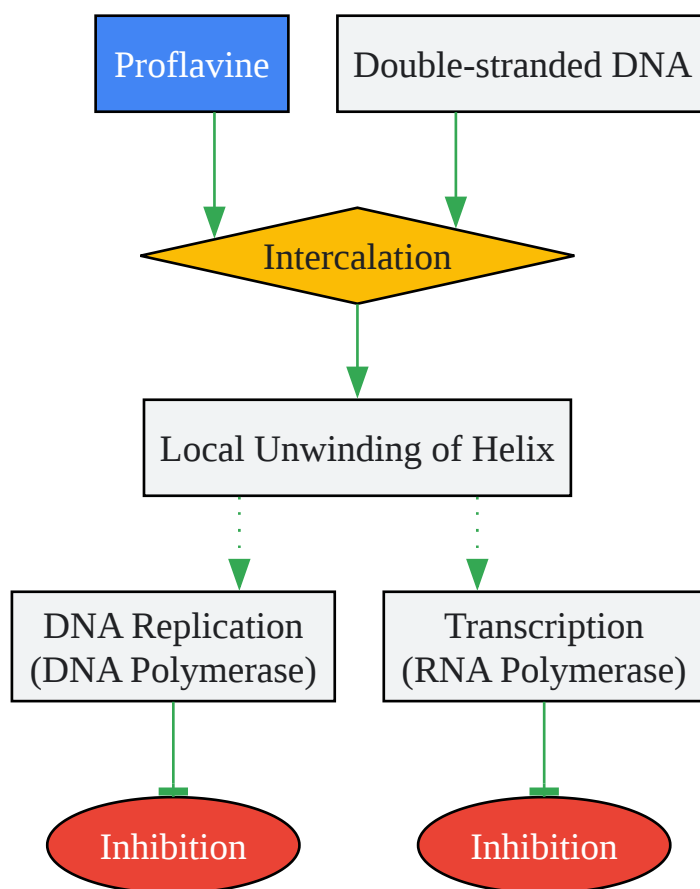 Proflavine
Double-stranded DNA
Intercalation
Local Unwinding of Helix
DNA Replication
(DNA Polymerase)
Transcription
(RNA Polymerase)
Inhibition
Inhibition